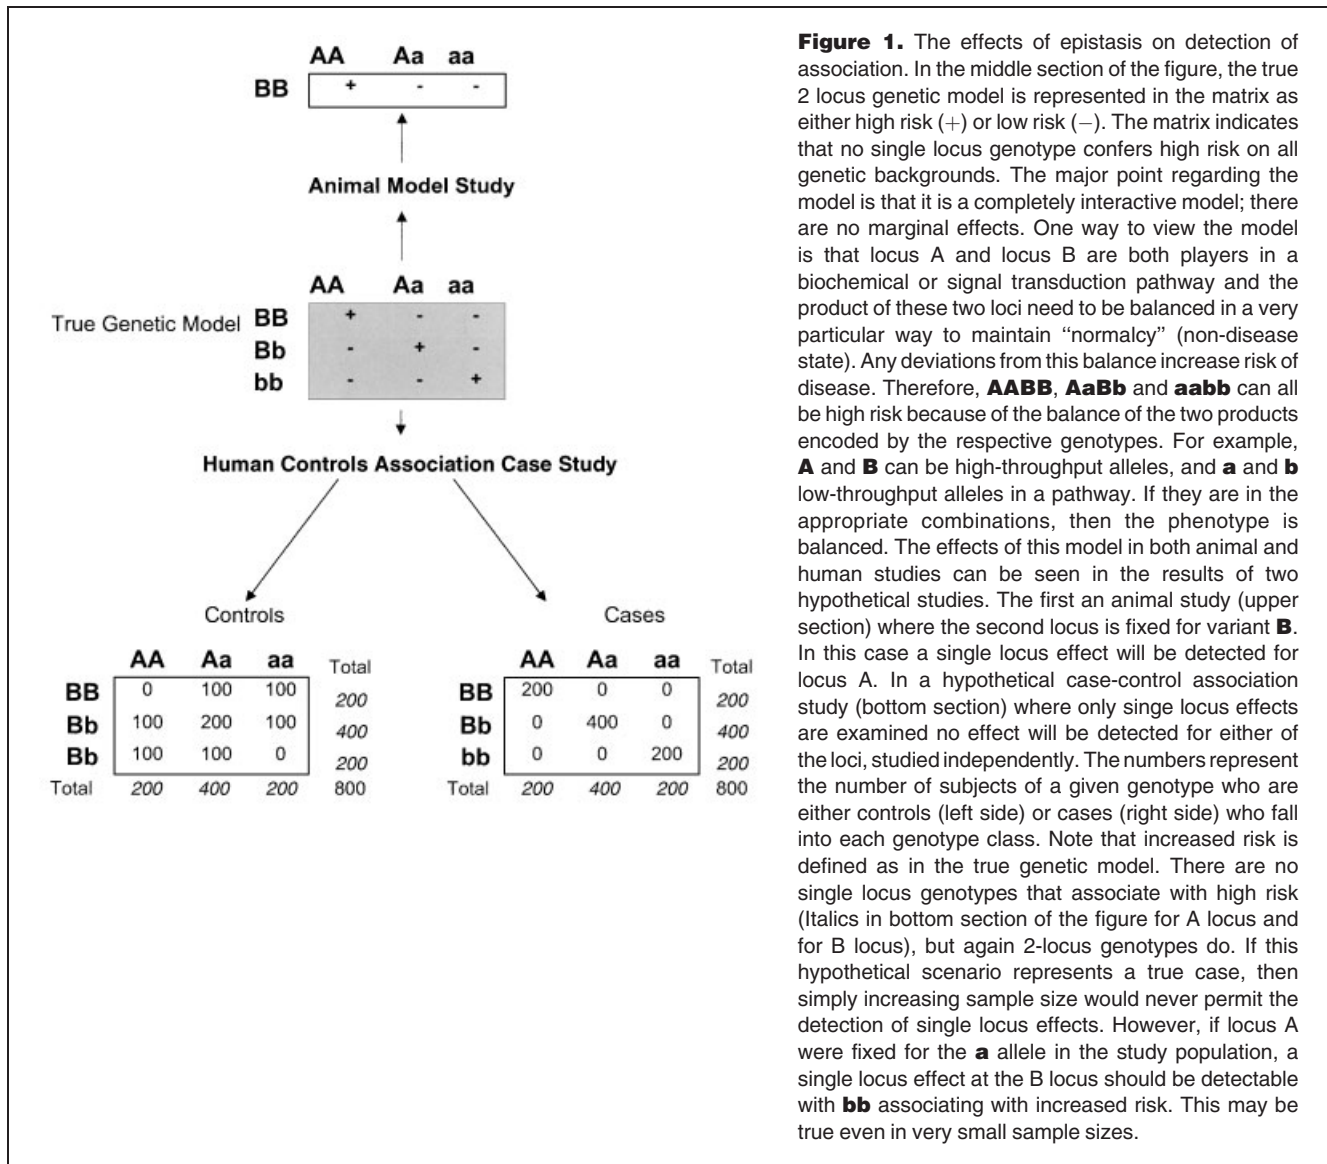 AA Aa aa
BB + - -
Animal Model Study
AA Aa aa
True Genetic Model BB + - -
Bb - + -
bb - - +
Human Controls Association Case Study
Controls
AA Aa aa Total
BB 0 100 100 200
Bb 100 200 100 400
Bb 100 100 0 200
Total 200 400 200 800
Cases
AA Aa aa Total
BB 200 0 0 200
Bb 0 400 0 400
bb 0 0 200 200
Total 200 400 200 800
Figure 1. The effects of epistasis on detection of
association. In the middle section of the figure, the true
2 locus genetic model is represented in the matrix as
either high risk (+) or low risk (−). The matrix indicates
that no single locus genotype confers high risk on all
genetic backgrounds. The major point regarding the
model is that it is a completely interactive model; there
are no marginal effects. One way to view the model
is that locus A and locus B are both players in a
biochemical or signal transduction pathway and the
product of these two loci need to be balanced in a very
particular way to maintain “normalcy” (non-disease
state). Any deviations from this balance increase risk of
disease. Therefore, AABB, AaBb and aabb can all
be high risk because of the balance of the two products
encoded by the respective genotypes. For example,
A and B can be high-throughput alleles, and a and b
low-throughput alleles in a pathway. If they are in the
appropriate combinations, then the phenotype is
balanced. The effects of this model in both animal and
human studies can be seen in the results of two
hypothetical studies. The first an animal study (upper
section) where the second locus is fixed for variant B.
In this case a single locus effect will be detected for
locus A. In a hypothetical case-control association
study (bottom section) where only singe locus effects
are examined no effect will be detected for either of
the loci, studied independently. The numbers represent
the number of subjects of a given genotype who are
either controls (left side) or cases (right side) who fall
into each genotype class. Note that increased risk is
defined as in the true genetic model. There are no
single locus genotypes that associate with high risk
(Italics in bottom section of the figure for A locus and
for B locus), but again 2-locus genotypes do. If this
hypothetical scenario represents a true case, then
simply increasing sample size would never permit the
detection of single locus effects. However, if locus A
were fixed for the a allele in the study population, a
single locus effect at the B locus should be detectable
with bb associating with increased risk. This may be
true even in very small sample sizes.